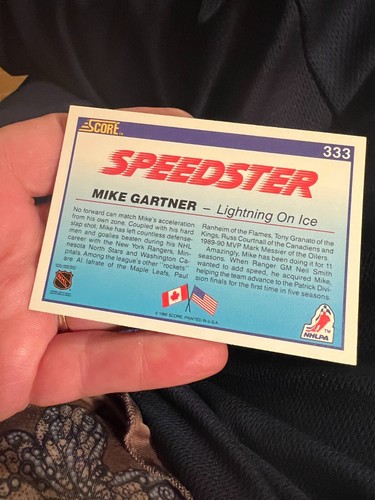 SCORE™
333
SPEEDSTER
MIKE GARTNER – Lightning On Ice
No forward can match Mike's acceleration
from his own zone. Coupled with his hard
slap shot, Mike has left countless defense-
men and goalies beaten during his NHL
career with the New York Rangers, Min-
nesota North Stars and Washington Ca-
pitals. Among the league's other "rockets"
are Al Iafrate of the Maple Leafs, Paul
Ranheim of the Flames, Tony Granato of the
Kings, Russ Courtnall of the Canadiens and
1989-90 MVP Mark Messier of the Oilers.
Amazingly, Mike has been doing it for 11
seasons. When Ranger GM Neil Smith
wanted to add speed, he acquired Mike,
helping the team advance to the Patrick Divi-
sion finals for the first time in five seasons.
NHL
© 1990 SCORE, PRINTED IN U.S.A.
NHLPA
TM